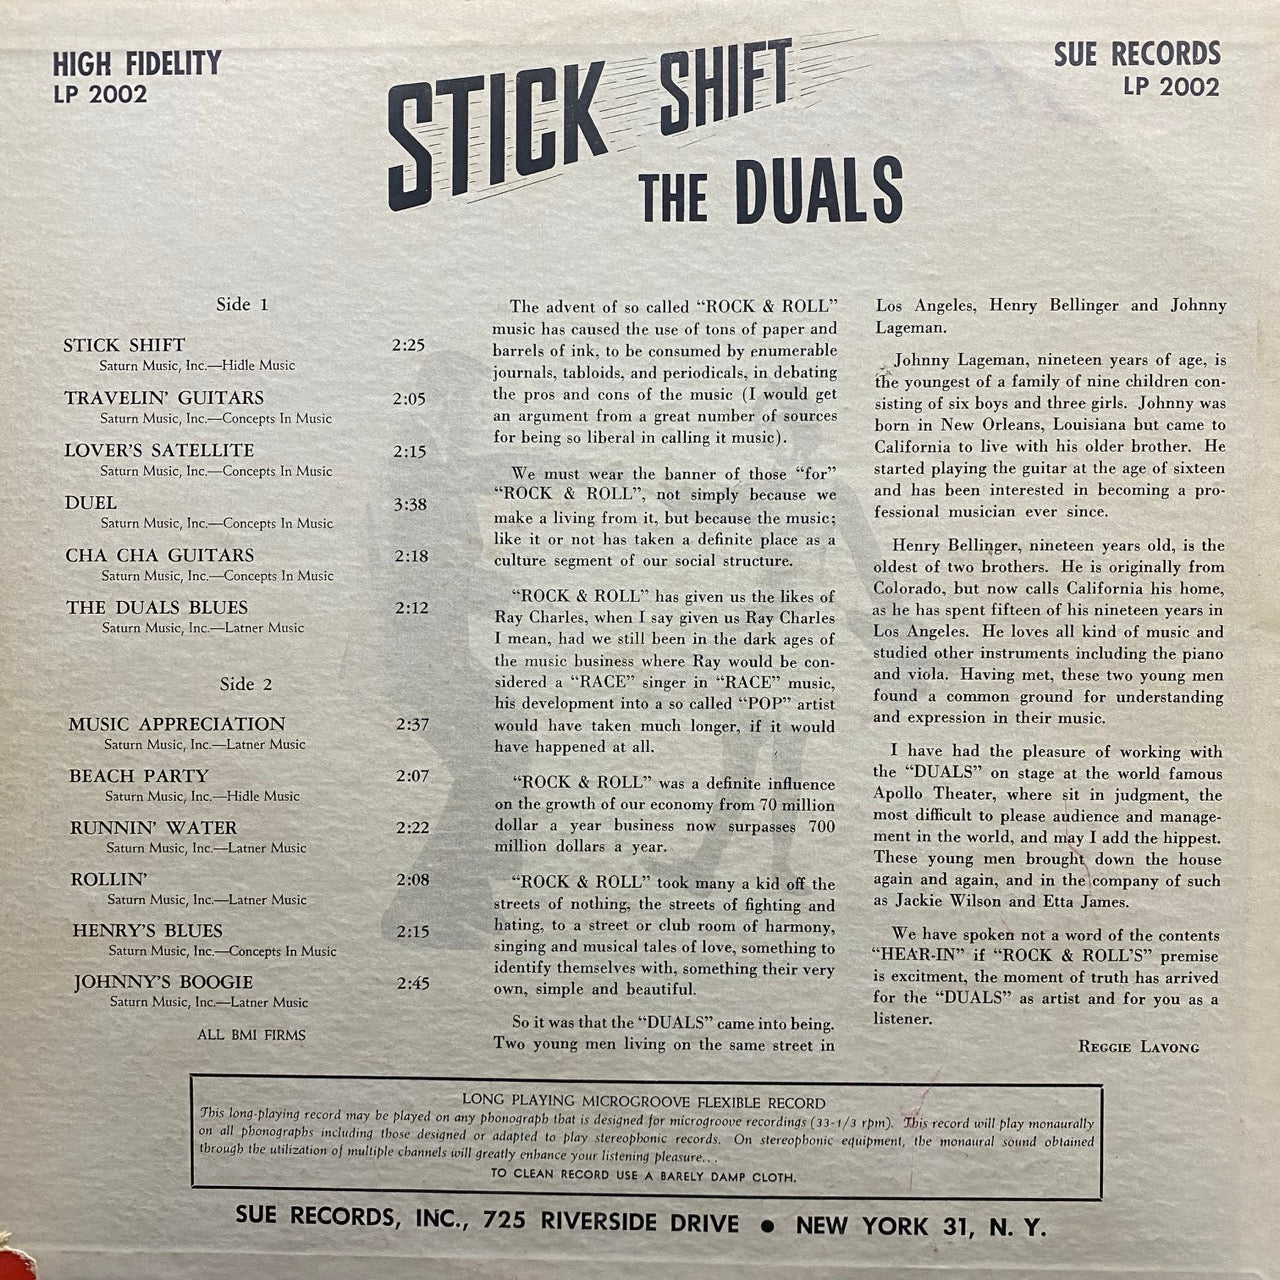 HIGH FIDELITY
LP 2002
STICK SHIFT
THE DUALS
SUE RECORDS
LP 2002
Side 1
STICK SHIFT 2:25
Saturn Music, Inc.—Hidle Music
TRAVELIN' GUITARS 2:05
Saturn Music, Inc.—Concepts In Music
LOVER'S SATELLITE 2:15
Saturn Music, Inc.—Concepts In Music
DUEL 3:38
Saturn Music, Inc.—Concepts In Music
CHA CHA GUITARS 2:18
Saturn Music, Inc.—Concepts In Music
THE DUALS BLUES 2:12
Saturn Music, Inc.—Latner Music
Side 2
MUSIC APPRECIATION 2:37
Saturn Music, Inc.—Latner Music
BEACH PARTY 2:07
Saturn Music, Inc.—Hidle Music
RUNNIN' WATER 2:22
Saturn Music, Inc.—Latner Music
ROLLIN' 2:08
Saturn Music, Inc.—Latner Music
HENRY'S BLUES 2:15
Saturn Music, Inc.—Concepts In Music
JOHNNY'S BOOGIE 2:45
Saturn Music, Inc.—Latner Music
ALL BMI FIRMS
The advent of so called "ROCK & ROLL"
music has caused the use of tons of paper and
barrels of ink, to be consumed by enumerable
journals, tabloids, and periodicals, in debating
the pros and cons of the music (I would get
an argument from a great number of sources
for being so liberal in calling it music).
We must wear the banner of those "for"
"ROCK & ROLL", not simply because we
make a living from it, but because the music;
like it or not has taken a definite place as a
culture segment of our social structure.
"ROCK & ROLL" has given us the likes of
Ray Charles, when I say given us Ray Charles
I mean, had we still been in the dark ages of
the music business where Ray would be con-
sidered a "RACE" singer in "RACE" music,
his development into a so called "POP" artist
would have taken much longer, if it would
have happened at all.
"ROCK & ROLL" was a definite influence
on the growth of our economy from 70 million
dollar a year business now surpasses 700
million dollars a year.
"ROCK & ROLL" took many a kid off the
streets of nothing, the streets of fighting and
hating, to a street or club room of harmony,
singing and musical tales of love, something to
identify themselves with, something their very
own, simple and beautiful.
So it was that the "DUALS" came into being.
Two young men living on the same street in
Los Angeles, Henry Bellinger and Johnny
Lageman.
Johnny Lageman, nineteen years of age, is
the youngest of a family of nine children con-
sisting of six boys and three girls. Johnny was
born in New Orleans, Louisiana but came to
California to live with his older brother. He
started playing the guitar at the age of sixteen
and has been interested in becoming a pro-
fessional musician ever since.
Henry Bellinger, nineteen years old, is the
oldest of two brothers. He is originally from
Colorado, but now calls California his home,
as he has spent fifteen of his nineteen years in
Los Angeles. He loves all kind of music and
studied other instruments including the piano
and viola. Having met, these two young men
found a common ground for understanding
and expression in their music.
I have had the pleasure of working with
the "DUALS" on stage at the world famous
Apollo Theater, where sit in judgment, the
most difficult to please audience and manage-
ment in the world, and may I add the hippest.
These young men brought down the house
again and again, and in the company of such
as Jackie Wilson and Etta James.
We have spoken not a word of the contents
"HEAR-IN" if "ROCK & ROLL'S" premise
is excitment, the moment of truth has arrived
for the "DUALS" as artist and for you as a
listener.
REGGIE LAVONG
LONG PLAYING MICROGROOVE FLEXIBLE RECORD
This long-playing record may be played on any phonograph that is designed for microgroove recordings (33-1/3 rpm). This record will play monaurally
on all phonographs including those designed or adapted to play stereophonic records. On stereophonic equipment, the monaural sound obtained
through the utilization of multiple channels will greatly enhance your listening pleasure...
TO CLEAN RECORD USE A BARELY DAMP CLOTH.
SUE RECORDS, INC., 725 RIVERSIDE DRIVE ● NEW YORK 31, N. Y.